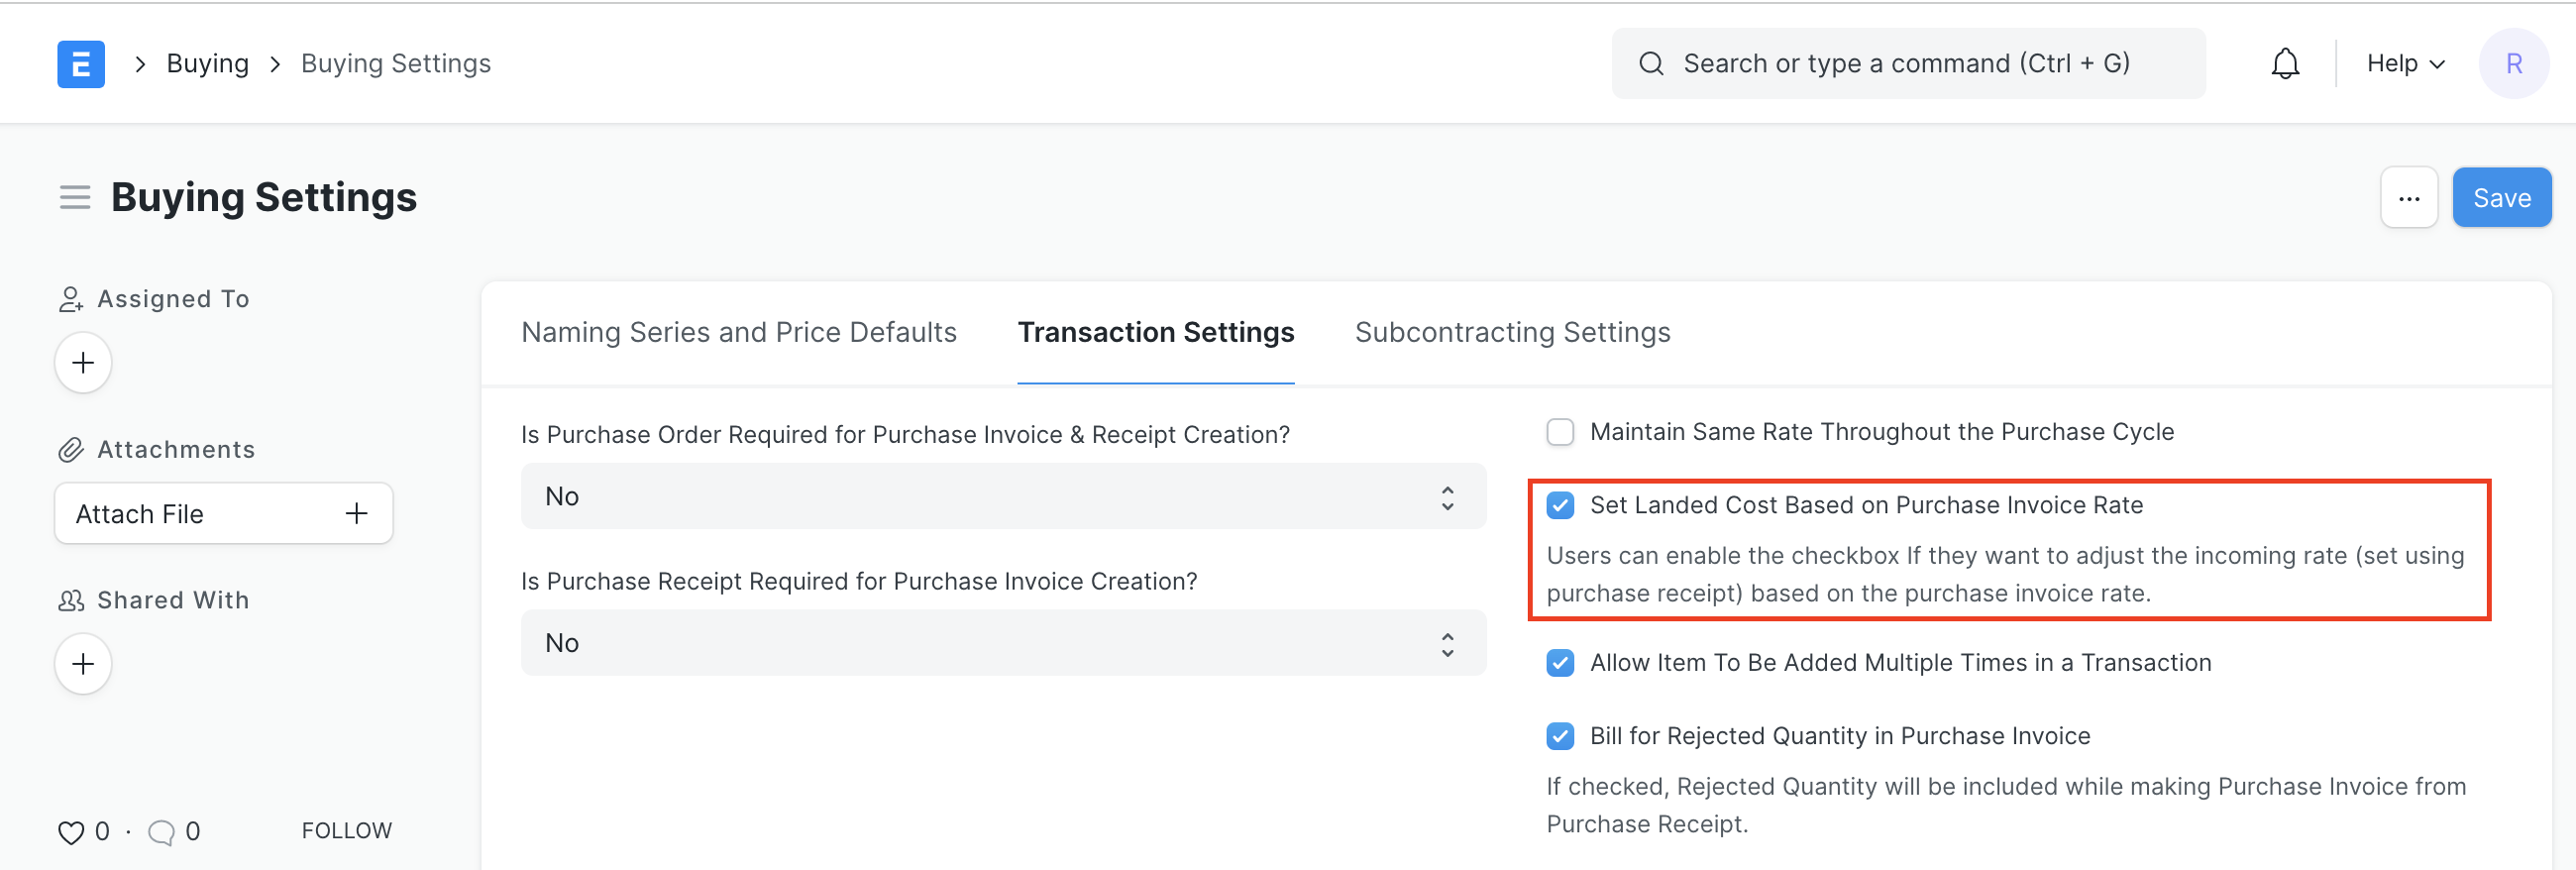 E
Buying
Buying Settings
Search or type a command (Ctrl + G)
Help
R
Buying Settings
...
Save
Assigned To
Attachments
Attach File
Shared With
0 · 0
FOLLOW
Naming Series and Price Defaults
Transaction Settings
Subcontracting Settings
Is Purchase Order Required for Purchase Invoice & Receipt Creation?
No
Is Purchase Receipt Required for Purchase Invoice Creation?
No
Maintain Same Rate Throughout the Purchase Cycle
Set Landed Cost Based on Purchase Invoice Rate
Users can enable the checkbox If they want to adjust the incoming rate (set using
purchase receipt) based on the purchase invoice rate.
Allow Item To Be Added Multiple Times in a Transaction
Bill for Rejected Quantity in Purchase Invoice
If checked, Rejected Quantity will be included while making Purchase Invoice from
Purchase Receipt.